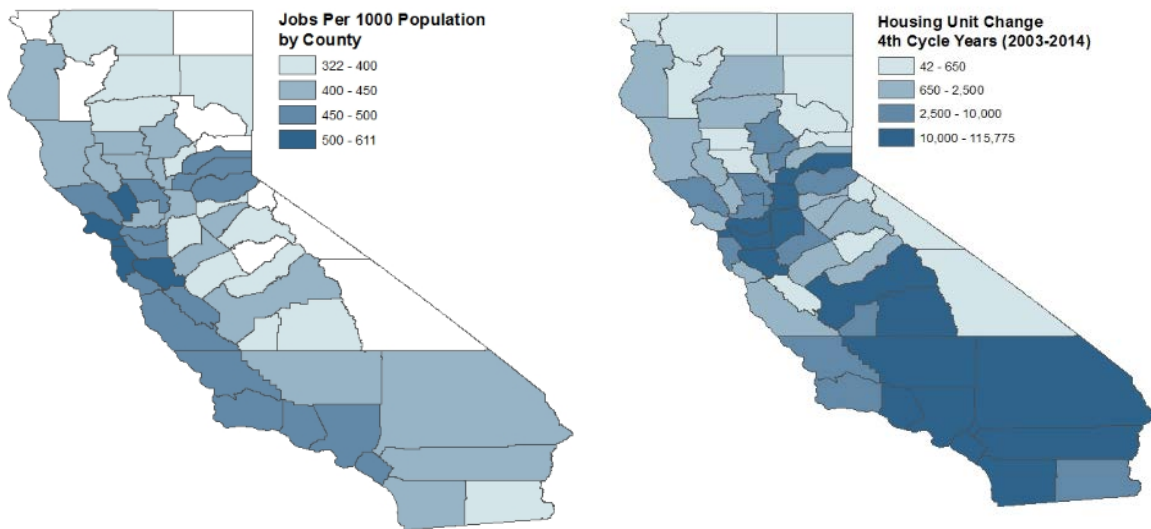 Jobs Per 1000 Population
by County
322 - 400
400 - 450
450 - 500
500 - 611
Housing Unit Change
4th Cycle Years (2003-2014)
42 - 650
650 - 2,500
2,500 - 10,000
10,000 - 115,775